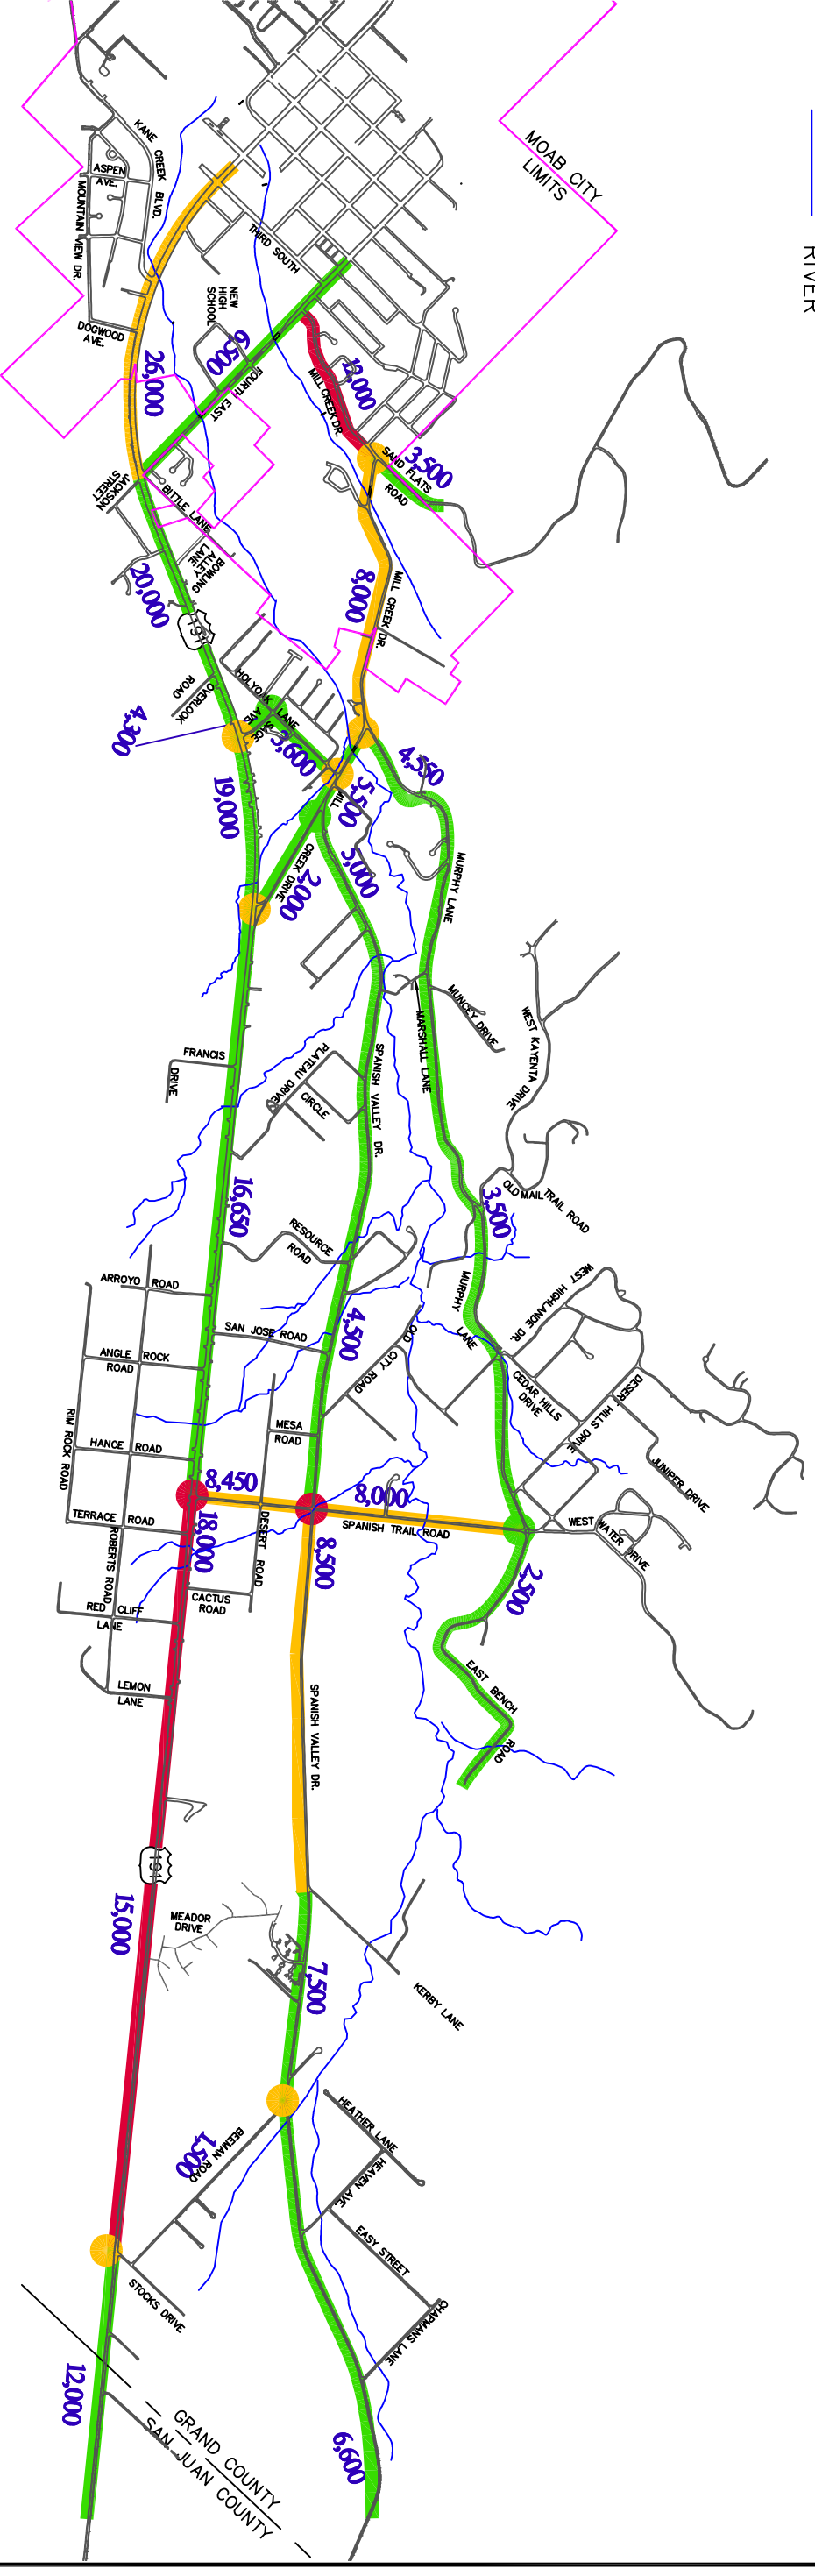 MOAB CITY
LIMITS
RIVER
KANE CREEK BLVD.
ASPEN
AVE.
MOUNTAIN VIEW DR.
DOGWOOD
AVE.
THIRD SOUTH
NEW
HIGH
SCHOOL
6,500
FOURTH EAST
26,000
12,000
MILL CREEK DR.
3,500
SAND FLATS
ROAD
JACKSON
STREET
BITTLE LANE
BOWLING
ALLEY
LANE
20,000
191
8,000
MILL CREEK DR.
HOLYOAK LANE
OVERLOOK
ROAD
SAGE
AVE
4,300
3,600
4,550
19,000
5,500
MILL
CREEK DRIVE
2,000
5,000
MURPHY LANE
MUNCEY DRIVE
MARSHALL LANE
WEST KAYENTA
DRIVE
FRANCIS
DRIVE
PLATEAU DRIVE
CIRCLE
SPANISH VALLEY DR.
16,650
OLD MAIL TRAIL ROAD
3,500
RESOURCE
ROAD
ARROYO ROAD
MURPHY
LANE
WEST HIGHLANDE DR.
SAN JOSE ROAD
4,500
OLD
CITY ROAD
ANGLE ROCK
ROAD
CEDAR HILLS
DRIVE
DESERT HILLS DRIVE
RIM ROCK ROAD
MESA
ROAD
HANCE ROAD
JUNIPER DRIVE
8,450
8,000
TERRACE ROAD
18,000
SPANISH TRAIL ROAD
WEST WATER DRIVE
ROBERTS ROAD
DESERT ROAD
8,500
2,500
CACTUS
ROAD
RED CLIFF
LANE
EAST BENCH
ROAD
LEMON
LANE
SPANISH VALLEY DR.
191
15,000
MEADOR
DRIVE
7,500
KERBY LANE
1,500
BEEMAN ROAD
HEATHER LANE
HEAVEN AVE.
EASY STREET
STOCKS DRIVE
CHAPMANS LANE
12,000
GRAND COUNTY
SAN JUAN COUNTY
6,600